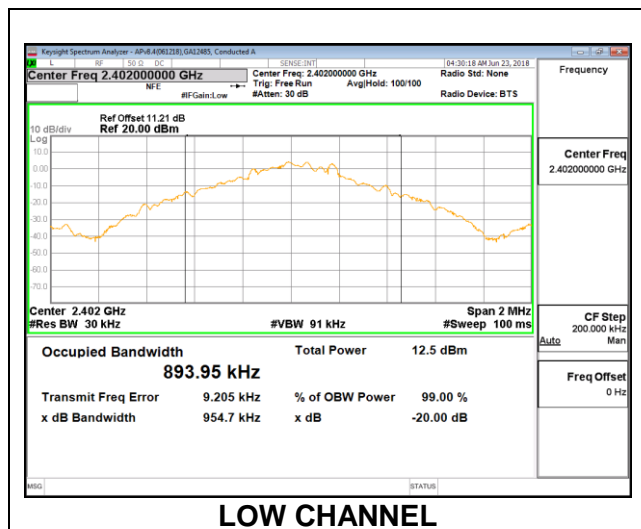 Keysight Spectrum Analyzer - APv8.4(061218),GA12485, Conducted A
L RF 50 Ω DC SENSE:INT 04:30:18 AM Jun 23, 2018
Center Freq 2.402000000 GHz Center Freq: 2.402000000 GHz Radio Std: None Frequency
NFE Trig: Free Run Avg|Hold: 100/100
#IFGain:Low #Atten: 30 dB Radio Device: BTS
Ref Offset 11.21 dB
10 dB/div Ref 20.00 dBm
Log
10.0
0.00
-10.0
-20.0
-30.0
-40.0
-50.0
-60.0
-70.0
Center Freq
2.402000000 GHz
Center 2.402 GHz Span 2 MHz
#Res BW 30 kHz #VBW 91 kHz #Sweep 100 ms
CF Step
200.000 kHz
Auto Man
Occupied Bandwidth Total Power 12.5 dBm
893.95 kHz
Freq Offset
0 Hz
Transmit Freq Error 9.205 kHz % of OBW Power 99.00 %
x dB Bandwidth 954.7 kHz x dB -20.00 dB
MSG STATUS
LOW CHANNEL